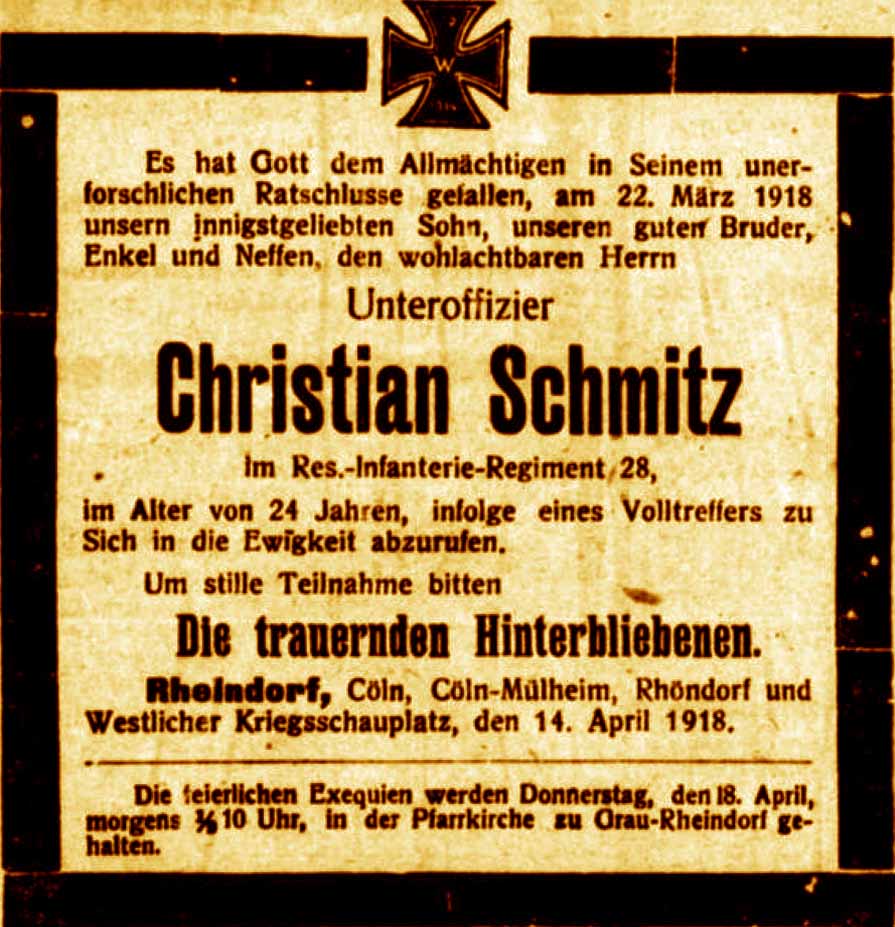 W
Es hat Gott dem Allmächtigen in Seinem uner-
forschlichen Ratschlusse gefallen, am 22. März 1918
unsern innigstgeliebten Sohn, unseren guten Bruder,
Enkel und Neffen, den wohlachtbaren Herrn
Unteroffizier
Christian Schmitz
im Res.-Infanterie-Regiment 28,
im Alter von 24 Jahren, infolge eines Volltreffers zu
Sich in die Ewigkeit abzurufen.
Um stille Teilnahme bitten
Die trauernden Hinterbliebenen.
Rheindorf, Cöln, Cöln-Mülheim, Rhöndorf und
Westlicher Kriegsschauplatz, den 14. April 1918.
Die feierlichen Exequien werden Donnerstag, den 18. April,
morgens 10 Uhr, in der Pfarrkirche zu Grau-Rheindorf ge-
halten.